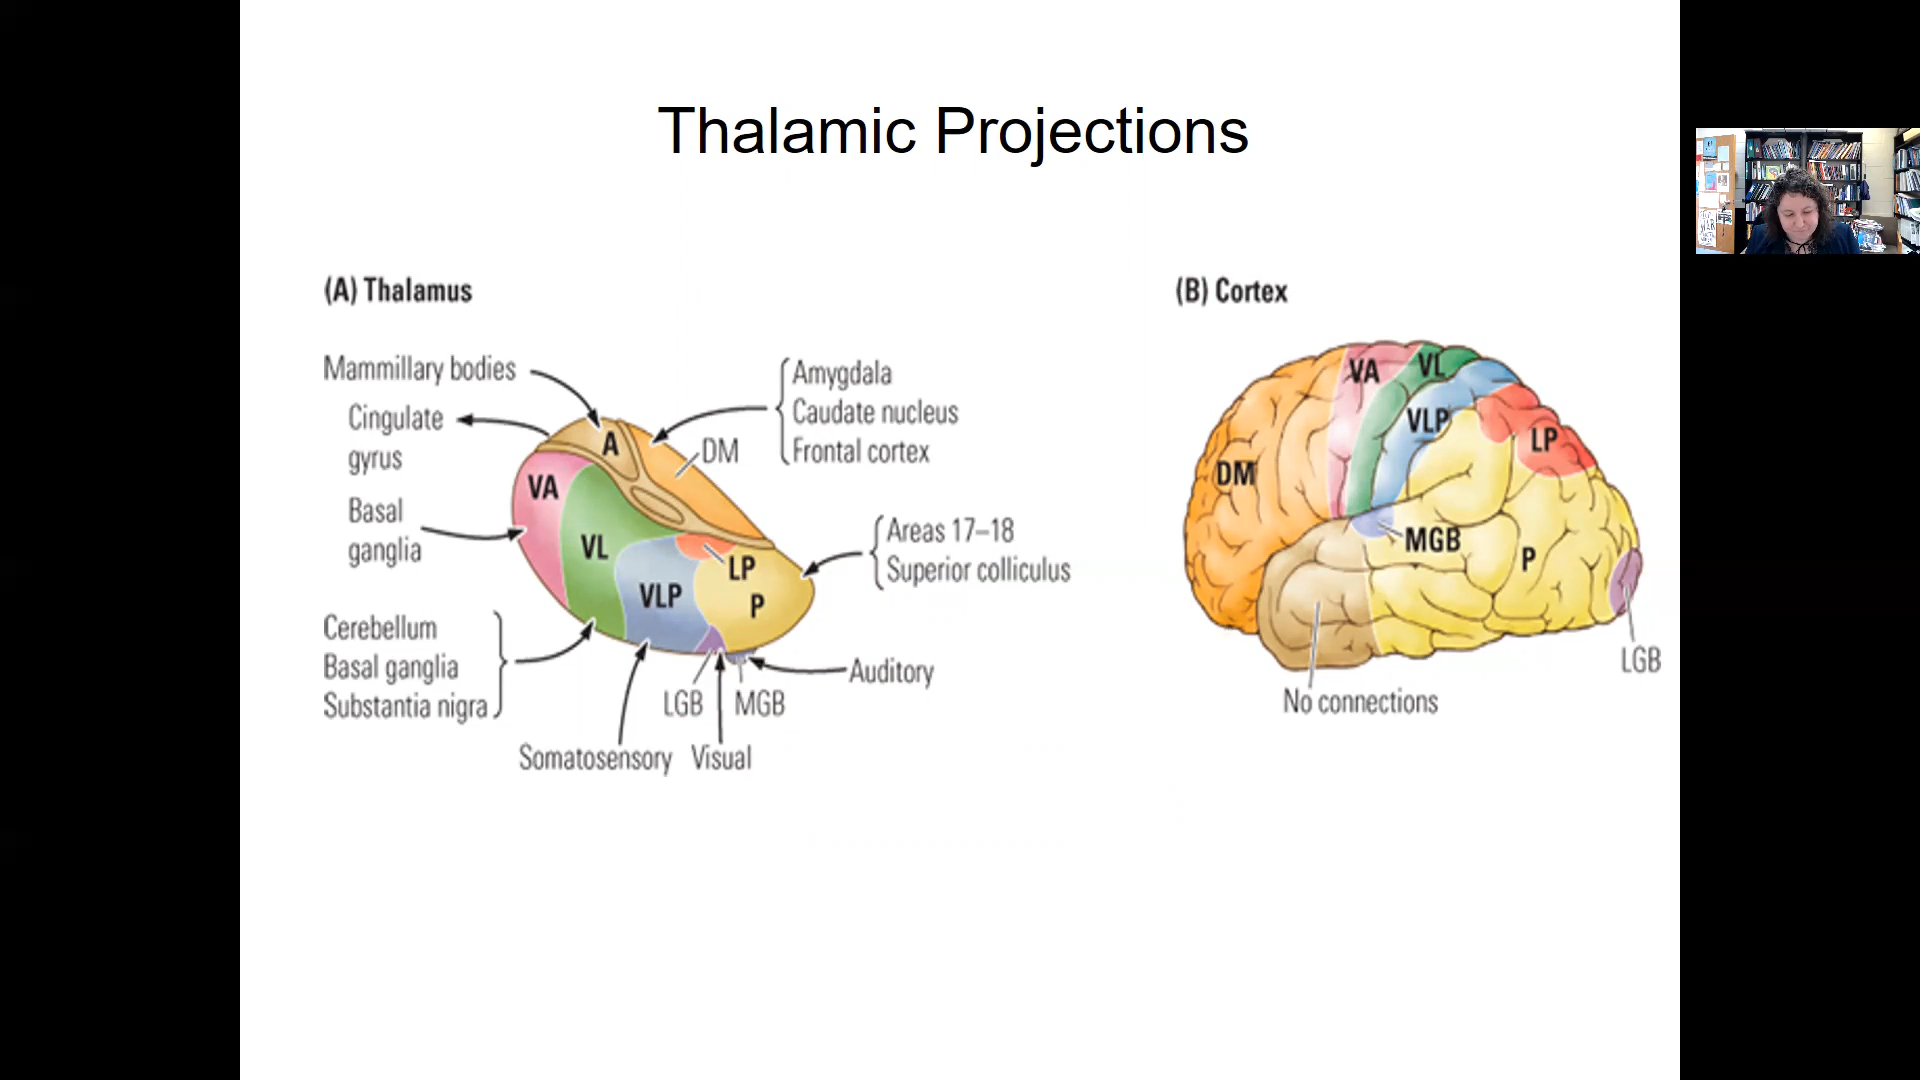 Thalamic Projections
(A) Thalamus
Mammillary bodies
Cingulate
gyrus
Basal
ganglia
Cerebellum
Basal ganglia
Substantia nigra
A
DM
VA
VL
VLP
LP
P
LGB
MGB
Amygdala
Caudate nucleus
Frontal cortex
Areas 17–18
Superior colliculus
Auditory
Somatosensory
Visual
(B) Cortex
VA
VL
VLP
LP
DM
MGB
P
LGB
No connections